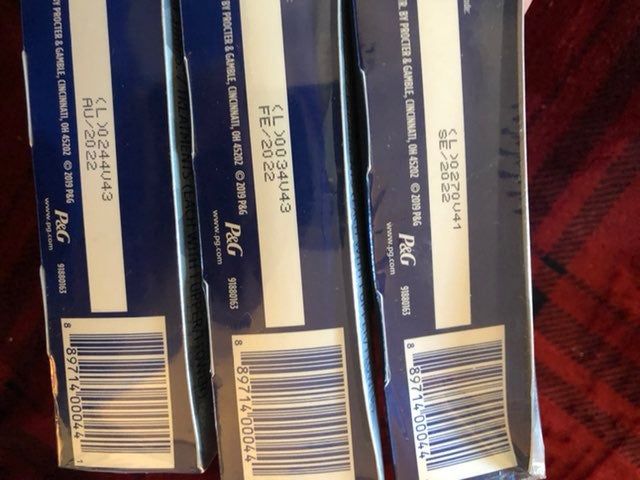 BY PROCTER & GAMBLE, CINCINNATI, OH 45202 © 2019 P&G
P&G
www.pg.com
91880163
(L)0244U43
AU/2022
8 89714 00044 1
BY PROCTER & GAMBLE, CINCINNATI, OH 45202 © 2019 P&G
P&G
www.pg.com
91880163
(L)0034U43
FE/2022
8 89714 00044
R. BY PROCTER & GAMBLE, CINCINNATI, OH 45202 © 2019 P&G
P&G
www.pg.com
91880163
(L)0270U41
SE/2022
8 89714 00044